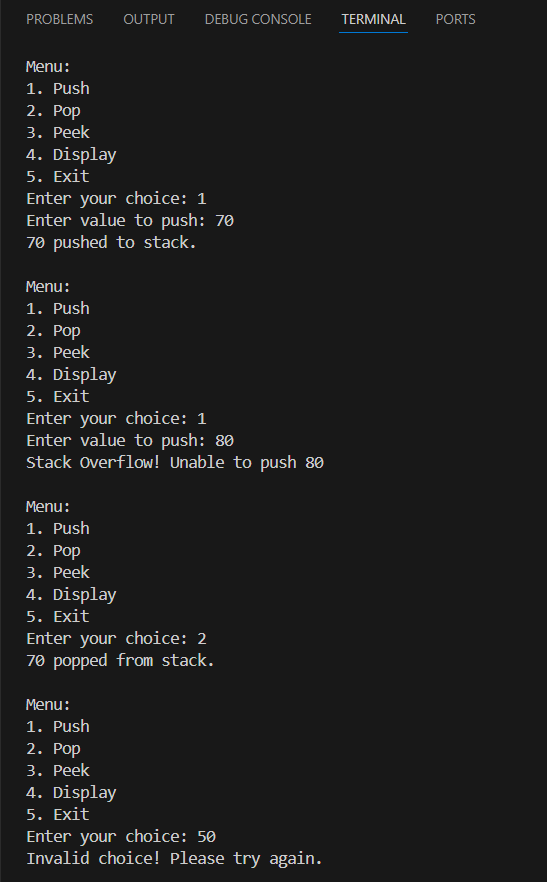 PROBLEMS OUTPUT DEBUG CONSOLE TERMINAL PORTS
Menu:
1. Push
2. Pop
3. Peek
4. Display
5. Exit
Enter your choice: 1
Enter value to push: 70
70 pushed to stack.
Menu:
1. Push
2. Pop
3. Peek
4. Display
5. Exit
Enter your choice: 1
Enter value to push: 80
Stack Overflow! Unable to push 80
Menu:
1. Push
2. Pop
3. Peek
4. Display
5. Exit
Enter your choice: 2
70 popped from stack.
Menu:
1. Push
2. Pop
3. Peek
4. Display
5. Exit
Enter your choice: 50
Invalid choice! Please try again.